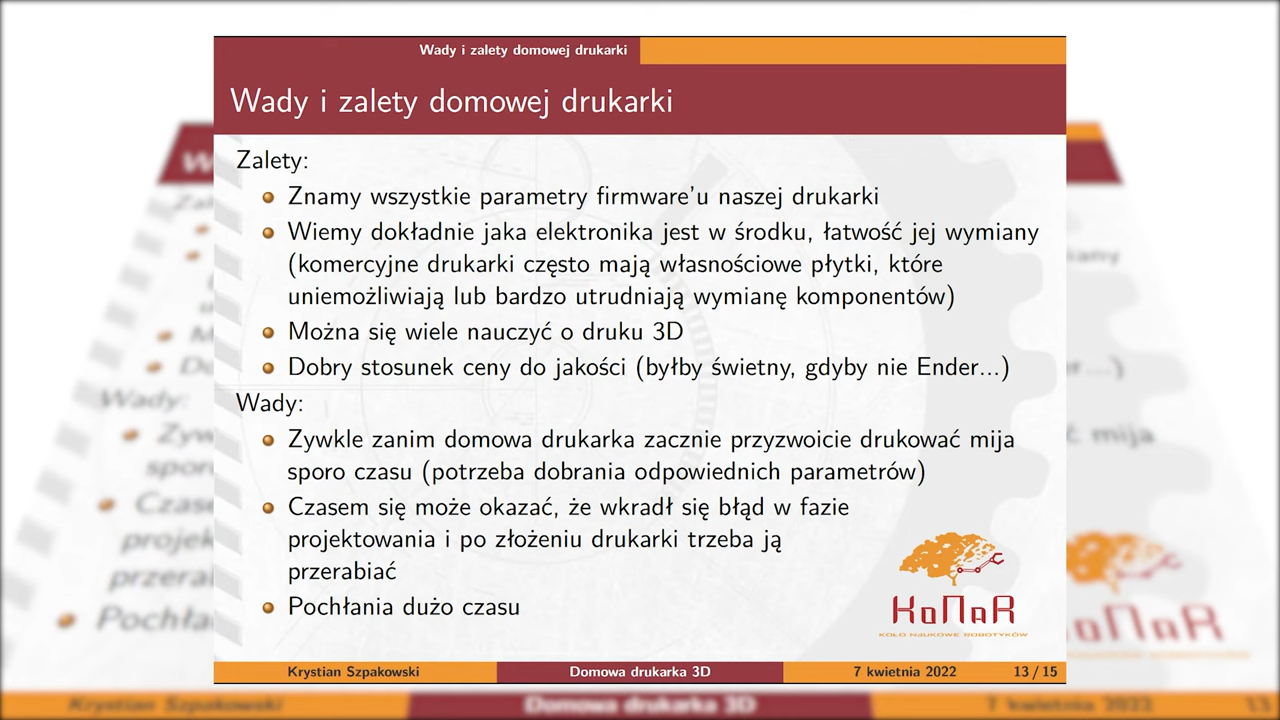 Wady i zalety domowej drukarki
Wady i zalety domowej drukarki
Zalety:
Znamy wszystkie parametry firmware'u naszej drukarki
Wiemy dokładnie jaka elektronika jest w środku, łatwość jej wymiany
(komercyjne drukarki często mają własnościowe płytki, które
uniemożliwiają lub bardzo utrudniają wymianę komponentów)
Można się wiele nauczyć o druku 3D
Dobry stosunek ceny do jakości (byłby świetny, gdyby nie Ender...)
Wady:
Zywkle zanim domowa drukarka zacznie przyzwoicie drukować mija
sporo czasu (potrzeba dobrania odpowiednich parametrów)
Czasem się może okazać, że wkradł się błąd w fazie
projektowania i po złożeniu drukarki trzeba ją
przerabiać
Pochłania dużo czasu
KoNaR
KOŁO NAUKOWE ROBOTYKÓW
Krystian Szpakowski
Domowa drukarka 3D
7 kwietnia 2022
13 / 15